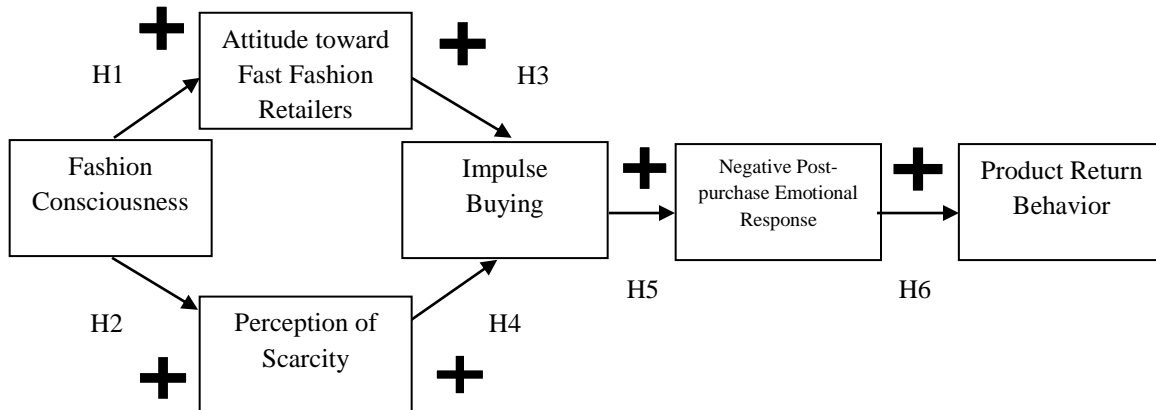 Attitude toward
Fast Fashion
Retailers
H1
H3
Fashion
Consciousness
Impulse
Buying
Negative Post-
purchase Emotional
Response
Product Return
Behavior
H5
H6
H2
Perception of
Scarcity
H4